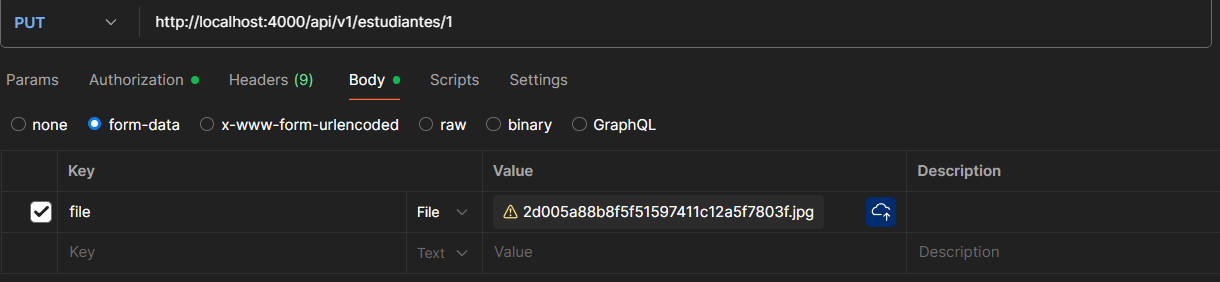 PUT http://localhost:4000/api/v1/estudiantes/1
Params Authorization Headers (9) Body Scripts Settings
none form-data x-www-form-urlencoded raw binary GraphQL
Key Value Description
file File 2d005a88b8f5f51597411c12a5f7803f.jpg
Key Text Value Description